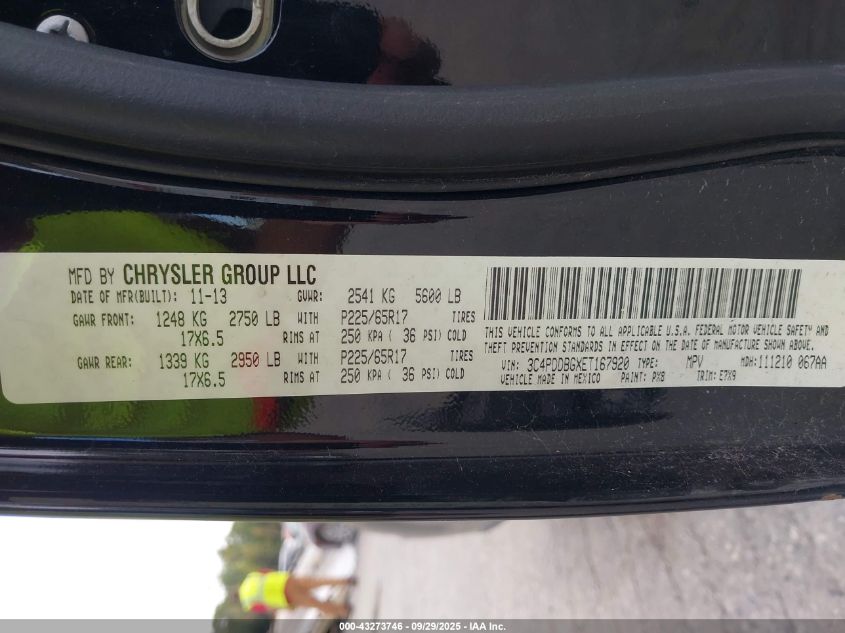 MFD BY CHRYSLER GROUP LLC
DATE OF MFR(BUILT): 11-13 GVWR: 2541 KG 5600 LB
GAWR FRONT: 1248 KG 2750 LB WITH P225/65R17 TIRES
17X6.5 RIMS AT 250 KPA ( 36 PSI) COLD
GAWR REAR: 1339 KG 2950 LB WITH P225/65R17 TIRES
17X6.5 RIMS AT 250 KPA ( 36 PSI) COLD
THIS VEHICLE CONFORMS TO ALL APPLICABLE U.S.A. FEDERAL MOTOR VEHICLE SAFETY AND
THEFT PREVENTION STANDARDS IN EFFECT ON THE DATE OF MANUFACTURE SHOWN ABOVE.
VIN: 3C4PDDBGXET167920 TYPE: MPV MDH: 111210 067AA
VEHICLE MADE IN MEXICO PAINT: PX8 TRIM: E7X9
000-43273746 • 09/29/2025 - IAA Inc.